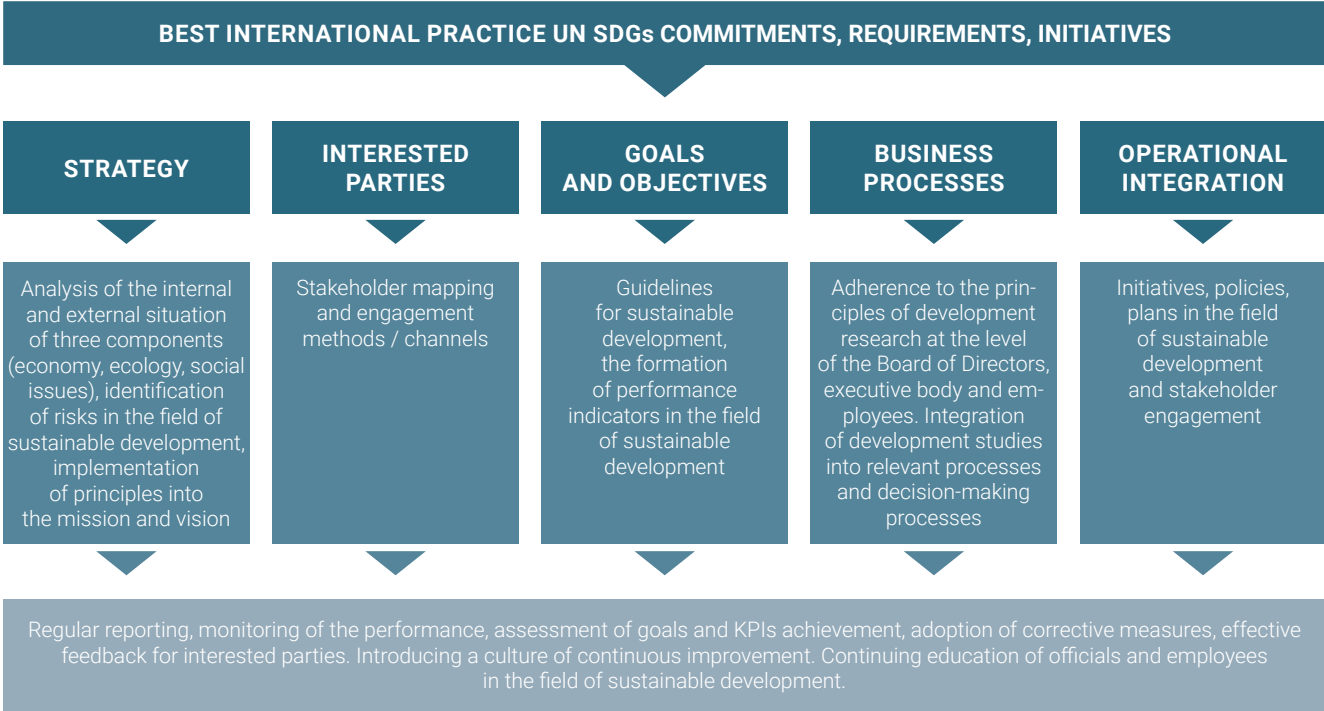 BEST INTERNATIONAL PRACTICE UN SDGs COMMITMENTS, REQUIREMENTS, INITIATIVES
STRATEGY
Analysis of the internal
and external situation
of three components
(economy, ecology, social
issues), identification
of risks in the field of
sustainable development,
implementation
of principles into
the mission and vision
INTERESTED
PARTIES
Stakeholder mapping
and engagement
methods / channels
GOALS
AND OBJECTIVES
Guidelines
for sustainable
development,
the formation
of performance
indicators in the field
of sustainable
development
BUSINESS
PROCESSES
Adherence to the prin-
ciples of development
research at the level
of the Board of Directors,
executive body and em-
ployees. Integration
of development studies
into relevant processes
and decision-making
processes
OPERATIONAL
INTEGRATION
Initiatives, policies,
plans in the field
of sustainable
development
and stakeholder
engagement
Regular reporting, monitoring of the performance, assessment of goals and KPIs achievement, adoption of corrective measures, effective
feedback for interested parties. Introducing a culture of continuous improvement. Continuing education of officials and employees
in the field of sustainable development.